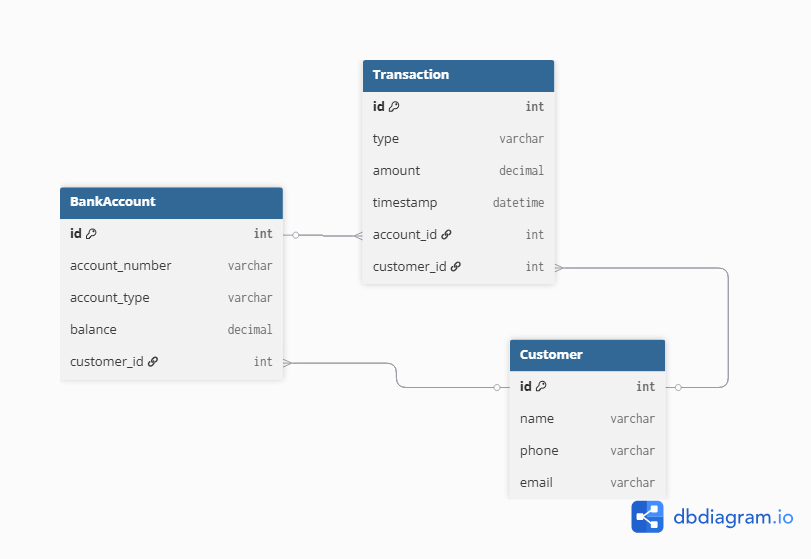 Transaction
id int
type varchar
amount decimal
timestamp datetime
account_id int
customer_id int
BankAccount
id int
account_number varchar
account_type varchar
balance decimal
customer_id int
Customer
id int
name varchar
phone varchar
email varchar
dbdiagram.io